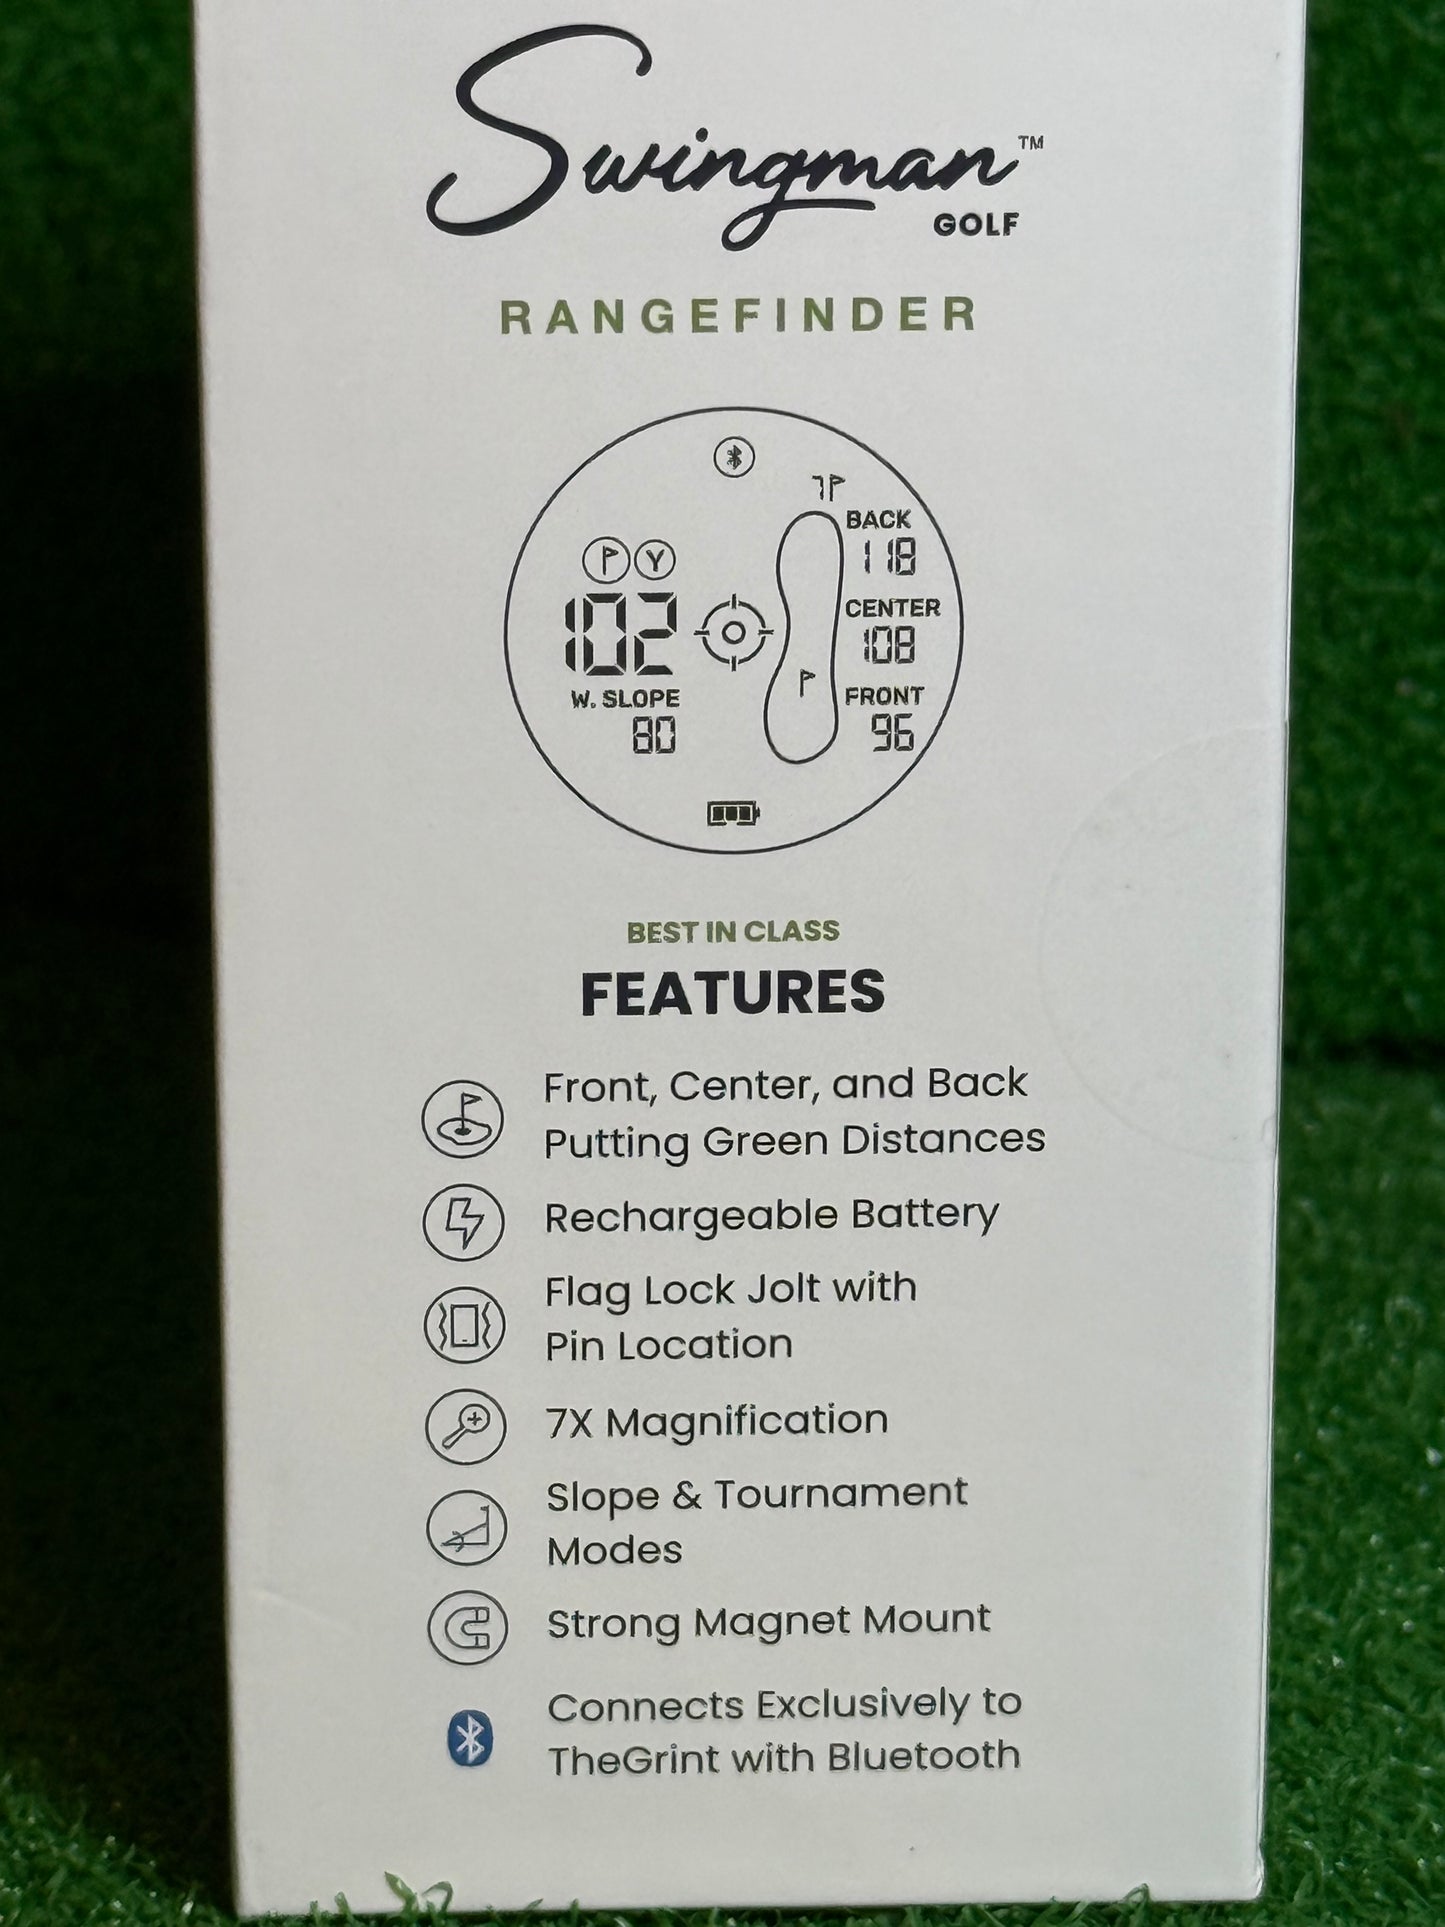 Swingman™
GOLF
RANGEFINDER
7
BACK
118
Y
102
CENTER
108
W. SLOPE
FRONT
80
96
BEST IN CLASS
FEATURES
Front, Center, and Back
Putting Green Distances
Rechargeable Battery
Flag Lock Jolt with
Pin Location
7X Magnification
Slope & Tournament
Modes
Strong Magnet Mount
Connects Exclusively to
TheGrint with Bluetooth